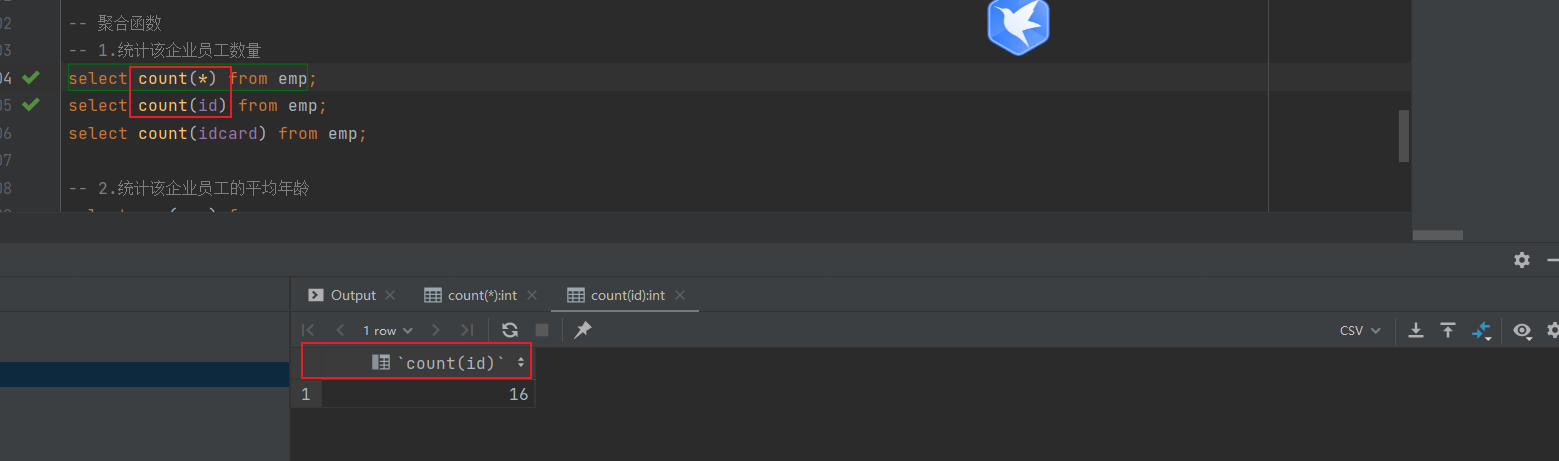 02 -- 聚合函数
03 -- 1.统计该企业员工数量
04 select count(*) from emp;
05 select count(id) from emp;
06 select count(idcard) from emp;
07
08 -- 2.统计该企业员工的平均年龄
Output count(*):int count(id):int
1 row CSV
`count(id)`
1 16